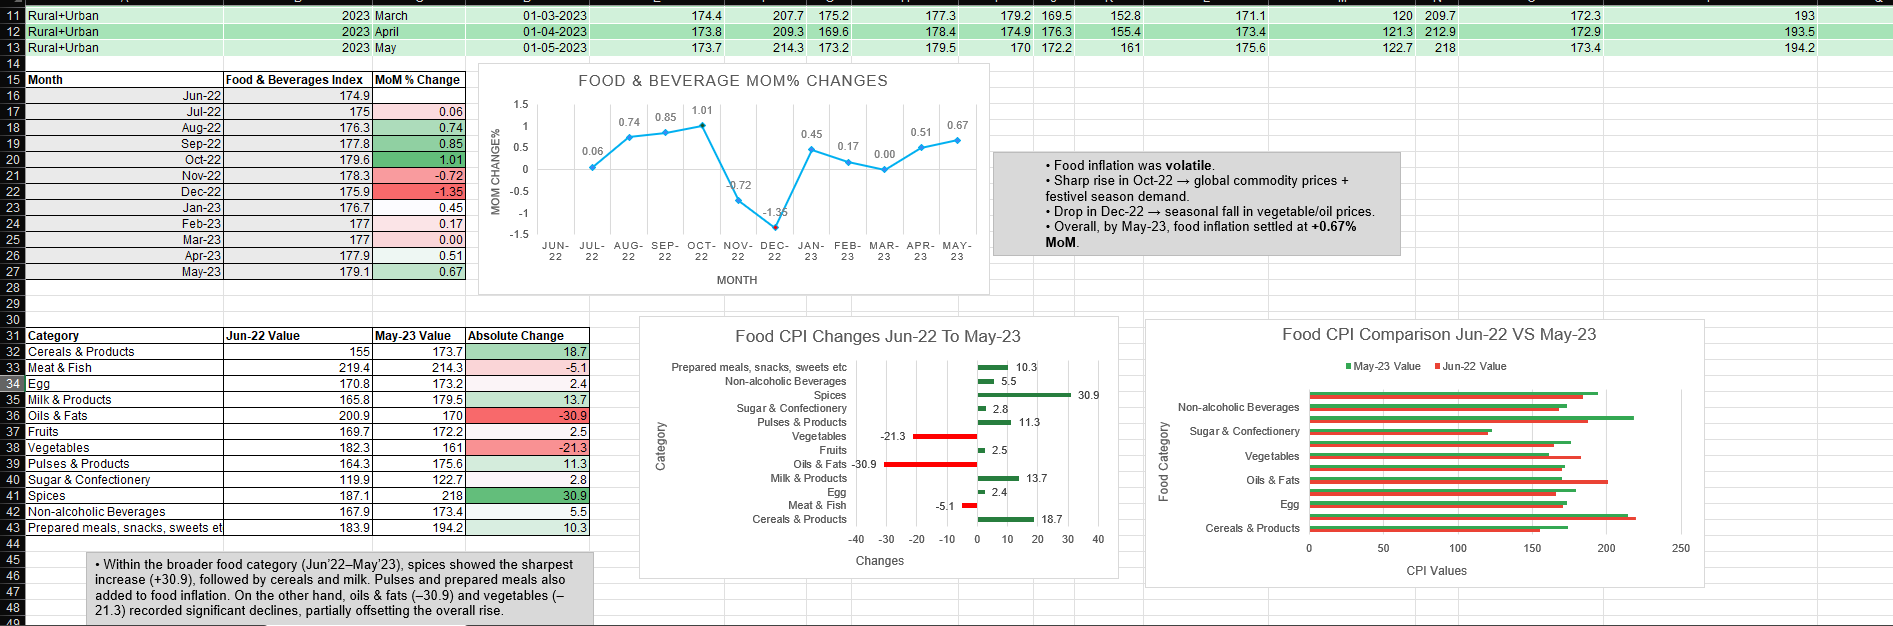 11 Rural+Urban 2023 March 01-03-2023 174.4 207.7 175.2 177.3 179.2 169.5 152.8 171.1 120 209.7 172.3 193
12 Rural+Urban 2023 April 01-04-2023 173.8 209.3 169.6 178.4 174.9 176.3 155.4 173.4 121.3 212.9 172.9 193.5
13 Rural+Urban 2023 May 01-05-2023 173.7 214.3 173.2 179.5 170 172.2 161 175.6 122.7 218 173.4 194.2
14
15 Month Food & Beverages Index MoM % Change
16 Jun-22 174.9
17 Jul-22 175 0.06
18 Aug-22 176.3 0.74
19 Sep-22 177.8 0.85
20 Oct-22 179.6 1.01
21 Nov-22 178.3 -0.72
22 Dec-22 175.9 -1.35
23 Jan-23 176.7 0.45
24 Feb-23 177 0.17
25 Mar-23 177 0.00
26 Apr-23 177.9 0.51
27 May-23 179.1 0.67
28
29
30
FOOD & BEVERAGE MOM% CHANGES
MOM CHANGE%
1.5
1
0.5
0
-0.5
-1
-1.5
0.06 0.74 0.85 1.01 -0.72 -1.35 0.45 0.17 0.00 0.51 0.67
JUN- JUL- AUG- SEP- OCT- NOV- DEC- JAN- FEB- MAR- APR- MAY-
22 22 22 22 22 22 22 23 23 23 23 23
MONTH
• Food inflation was volatile.
• Sharp rise in Oct-22 → global commodity prices +
festivel season demand.
• Drop in Dec-22 → seasonal fall in vegetable/oil prices.
• Overall, by May-23, food inflation settled at +0.67%
MoM.
31 Category Jun-22 Value May-23 Value Absolute Change
32 Cereals & Products 155 173.7 18.7
33 Meat & Fish 219.4 214.3 -5.1
34 Egg 170.8 173.2 2.4
35 Milk & Products 165.8 179.5 13.7
36 Oils & Fats 200.9 170 -30.9
37 Fruits 169.7 172.2 2.5
38 Vegetables 182.3 161 -21.3
39 Pulses & Products 164.3 175.6 11.3
40 Sugar & Confectionery 119.9 122.7 2.8
41 Spices 187.1 218 30.9
42 Non-alcoholic Beverages 167.9 173.4 5.5
43 Prepared meals, snacks, sweets et 183.9 194.2 10.3
44
45
46
47
48
49
• Within the broader food category (Jun'22–May'23), spices showed the sharpest
increase (+30.9), followed by cereals and milk. Pulses and prepared meals also
added to food inflation. On the other hand, oils & fats (–30.9) and vegetables (–
21.3) recorded significant declines, partially offsetting the overall rise.
Food CPI Changes Jun-22 To May-23
Category
Prepared meals, snacks, sweets etc 10.3
Non-alcoholic Beverages 5.5
Spices 30.9
Sugar & Confectionery 2.8
Pulses & Products 11.3
Vegetables -21.3
Fruits 2.5
Oils & Fats -30.9
Milk & Products 13.7
Egg 2.4
Meat & Fish -5.1
Cereals & Products 18.7
-40 -30 -20 -10 0 10 20 30 40
Changes
Food CPI Comparison Jun-22 VS May-23
May-23 Value Jun-22 Value
Food Category
Non-alcoholic Beverages
Sugar & Confectionery
Vegetables
Oils & Fats
Egg
Cereals & Products
0 50 100 150 200 250
CPI Values